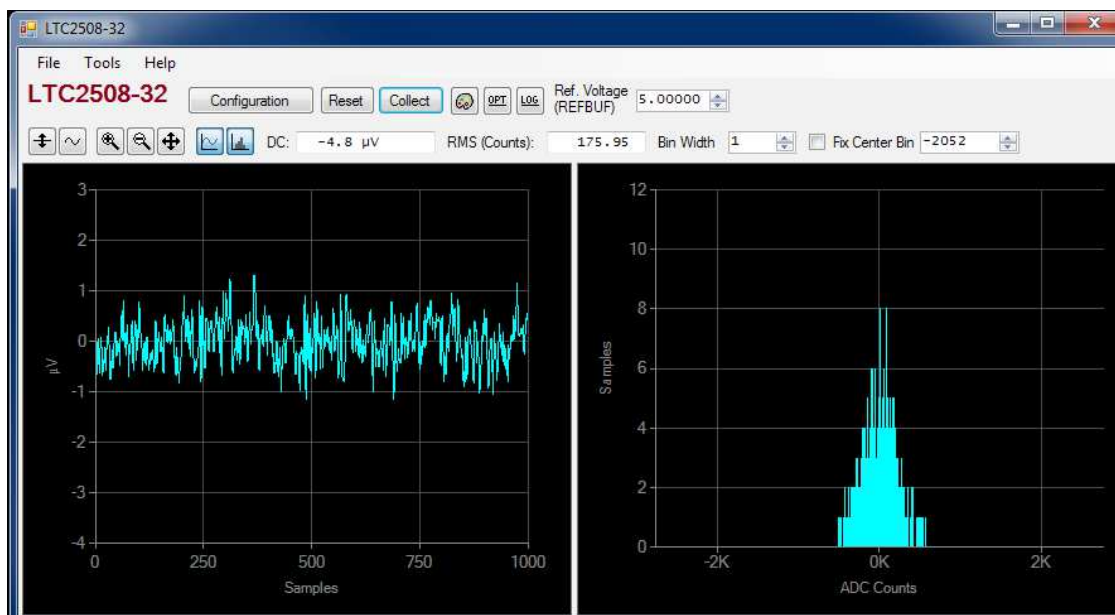 LTC2508-32
File Tools Help
LTC2508-32 Configuration Reset Collect OPT LOG Ref. Voltage (REFBUF) 5.00000
DC: -4.8 µV RMS (Counts): 175.95 Bin Width 1 Fix Center Bin -2052
3
2
1
0
-1
-2
-3
-4
µV
0 250 500 750 1000
Samples
12
10
8
6
4
2
0
Samples
-2K 0K 2K
ADC Counts